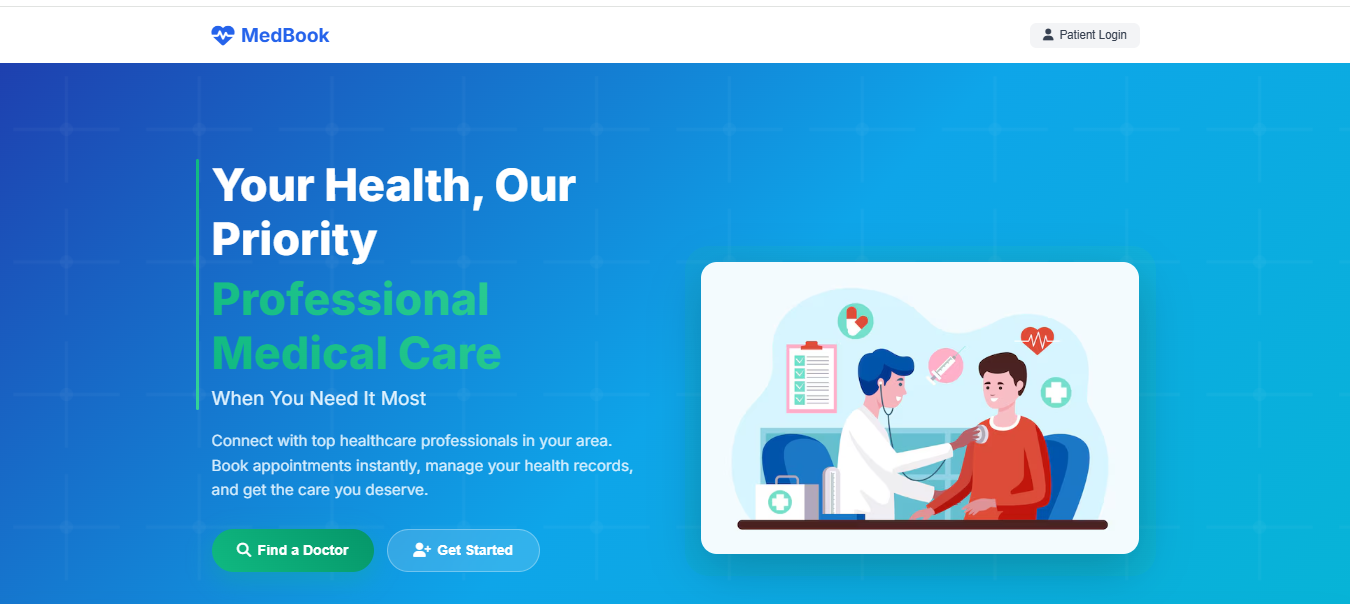 MedBook
Patient Login
Your Health, Our
Priority
Professional
Medical Care
When You Need It Most
Connect with top healthcare professionals in your area.
Book appointments instantly, manage your health records,
and get the care you deserve.
Find a Doctor
Get Started